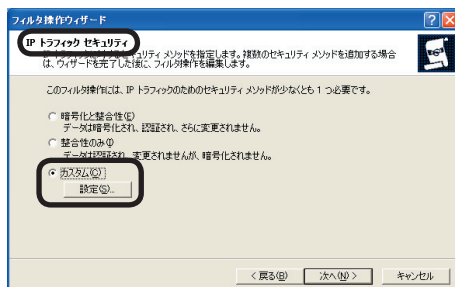 フィルタ操作ウィザード
IP トラフィック セキュリティ
キュリティ メソッドを指定します。複数のセキュリティ メソッドを追加する場合
は、ウィザードを完了した後に、フィルタ操作を編集します。
このフィルタ操作には、IP トラフィックのためのセキュリティ メソッドが少なくとも 1 つ必要です。
暗号化と整合性(E)
データは暗号化され、認証され、さらに変更されません。
整合性のみ(I)
データは認証され、変更されませんが、暗号化されません。
カスタム(C)
設定(S)...
< 戻る(B)
次へ(N) >
キャンセル